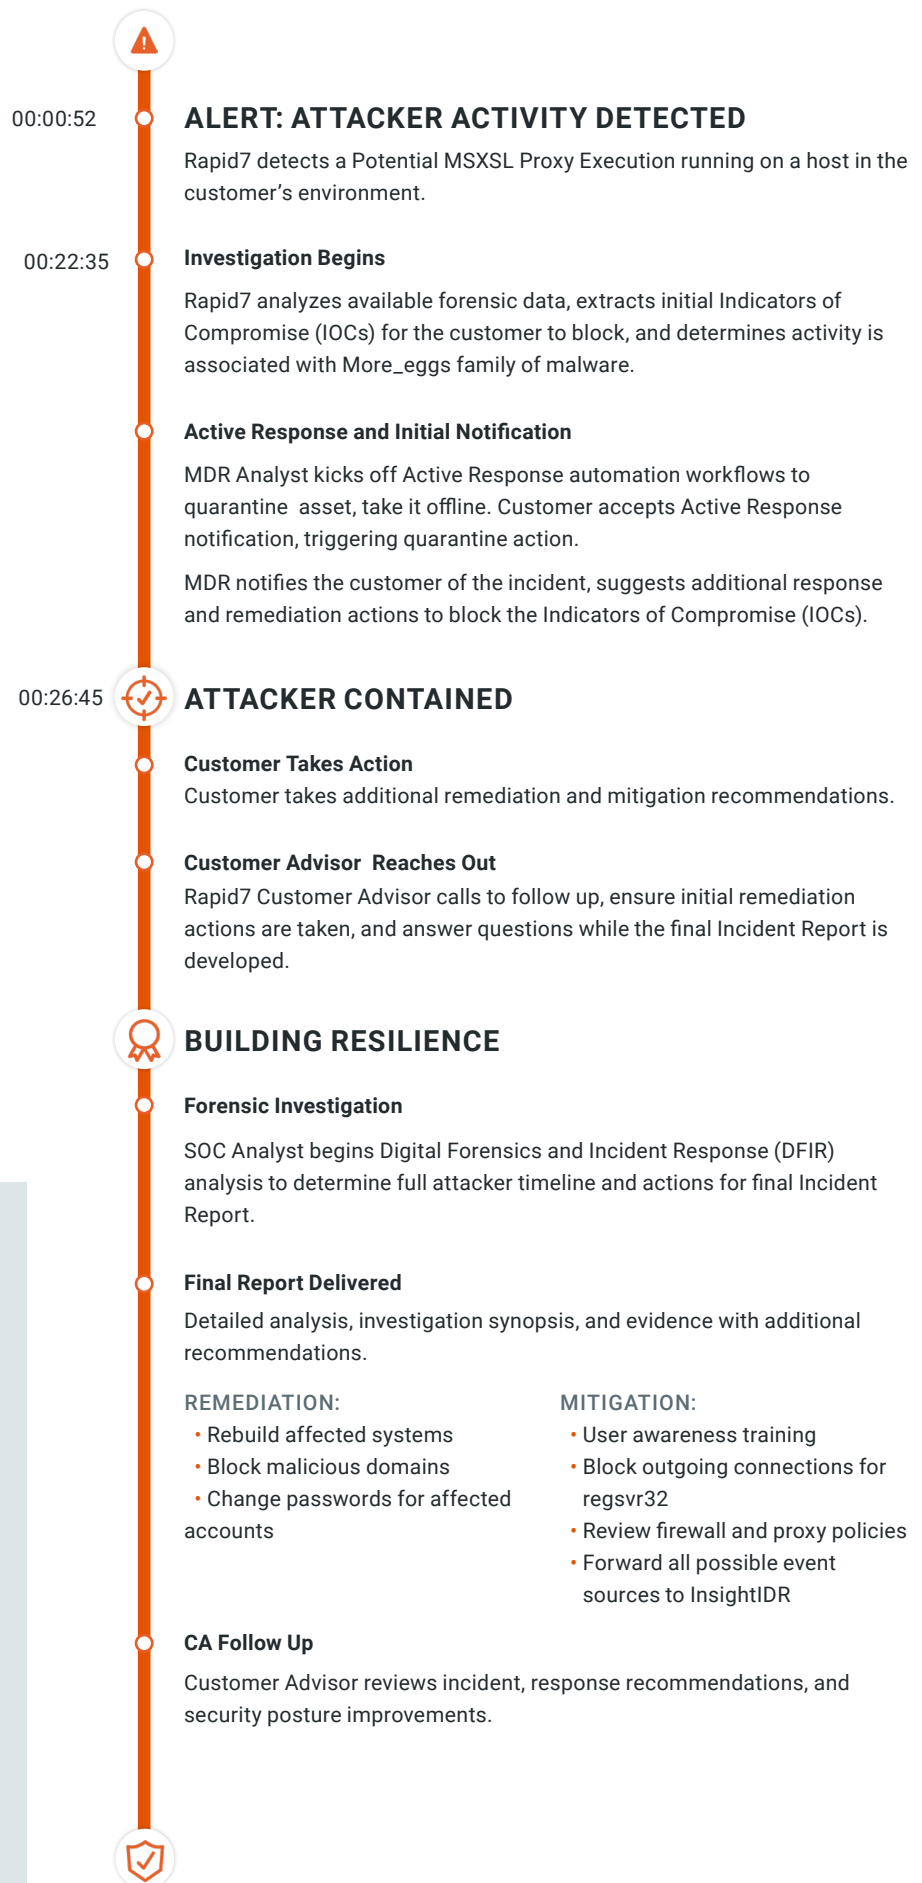 00:00:52
ALERT: ATTACKER ACTIVITY DETECTED
Rapid7 detects a Potential MSXSL Proxy Execution running on a host in the
customer's environment.
00:22:35
Investigation Begins
Rapid7 analyzes available forensic data, extracts initial Indicators of
Compromise (IOCs) for the customer to block, and determines activity is
associated with More_eggs family of malware.
Active Response and Initial Notification
MDR Analyst kicks off Active Response automation workflows to
quarantine  asset, take it offline. Customer accepts Active Response
notification, triggering quarantine action.
MDR notifies the customer of the incident, suggests additional response
and remediation actions to block the Indicators of Compromise (IOCs).
00:26:45
ATTACKER CONTAINED
Customer Takes Action
Customer takes additional remediation and mitigation recommendations.
Customer Advisor  Reaches Out
Rapid7 Customer Advisor calls to follow up, ensure initial remediation
actions are taken, and answer questions while the final Incident Report is
developed.
BUILDING RESILIENCE
Forensic Investigation
SOC Analyst begins Digital Forensics and Incident Response (DFIR)
analysis to determine full attacker timeline and actions for final Incident
Report.
Final Report Delivered
Detailed analysis, investigation synopsis, and evidence with additional
recommendations.
REMEDIATION:
• Rebuild affected systems
• Block malicious domains
• Change passwords for affected
accounts
MITIGATION:
• User awareness training
• Block outgoing connections for
regsvr32
• Review firewall and proxy policies
• Forward all possible event
sources to InsightIDR
CA Follow Up
Customer Advisor reviews incident, response recommendations, and
security posture improvements.